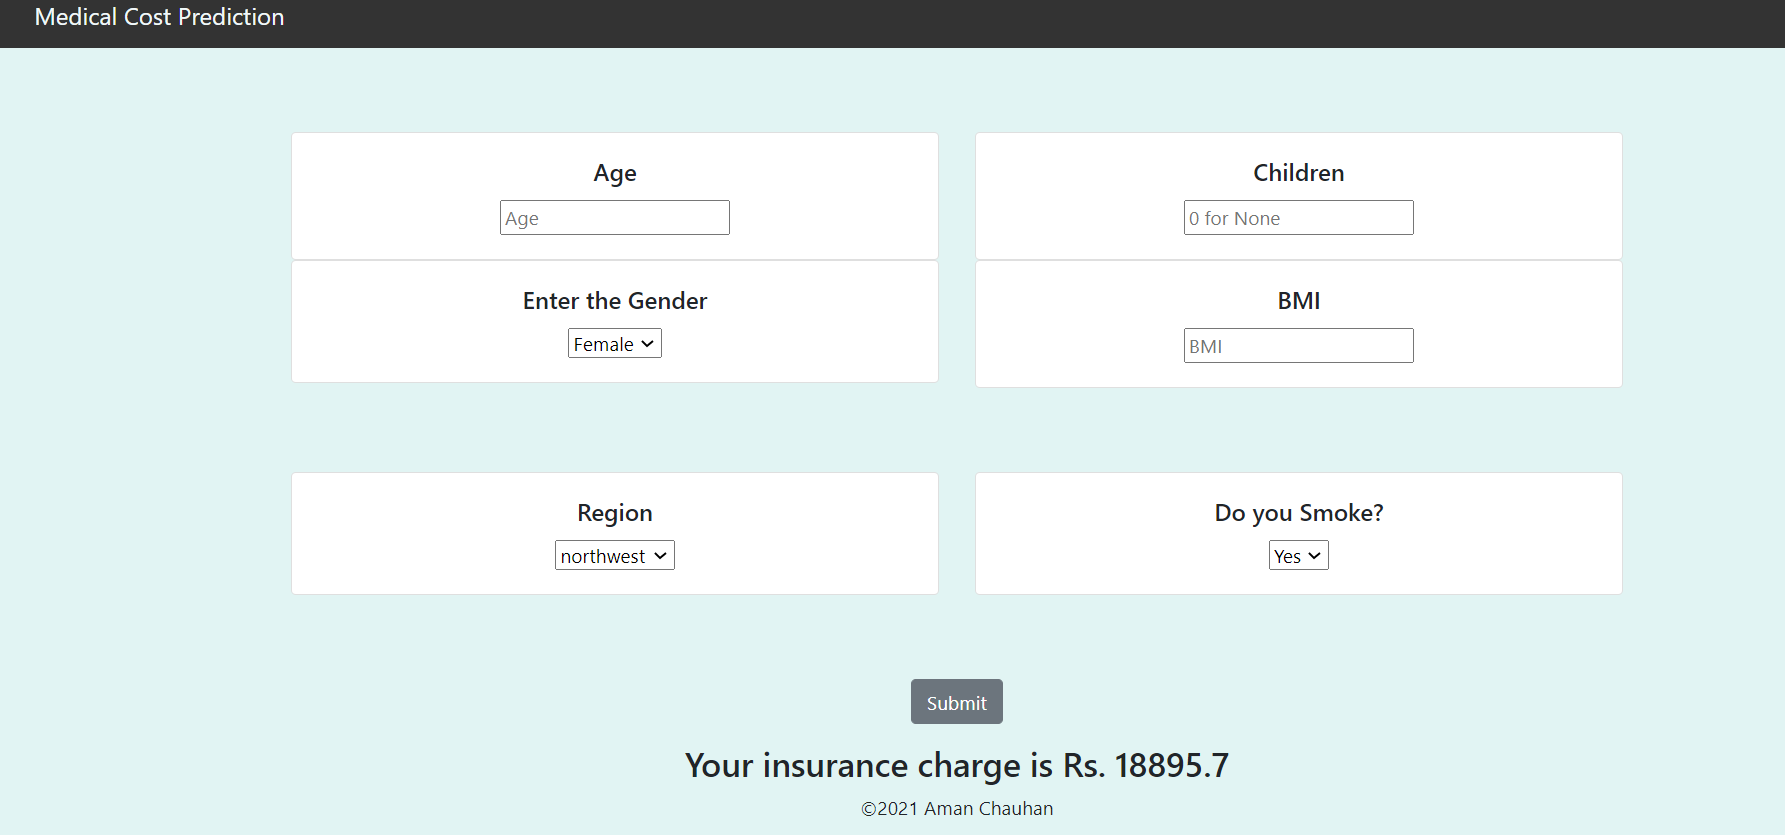 Medical Cost Prediction
Age
Age
Children
0 for None
Enter the Gender
Female
BMI
BMI
Region
northwest
Do you Smoke?
Yes
Submit
Your insurance charge is Rs. 18895.7
©2021 Aman Chauhan